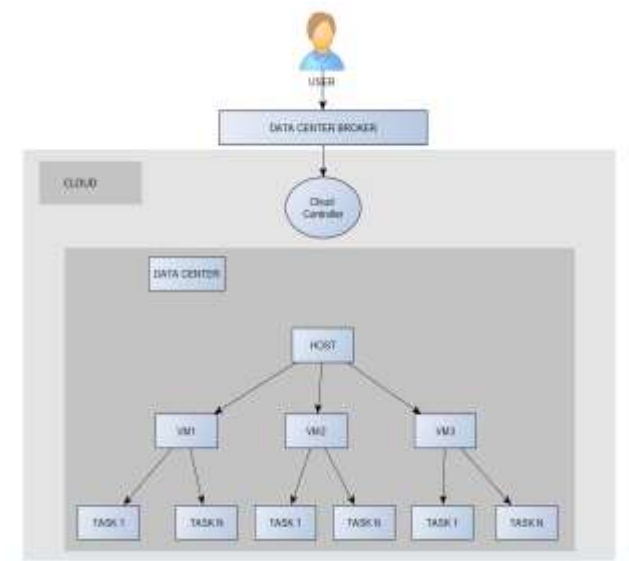 USER
DATA CENTER BROKER
CLOUD
Cloud
Controller
DATA CENTER
HOST
VM1 VM2 VM3
TASK 1 TASK N TASK 1 TASK N TASK 1 TASK N